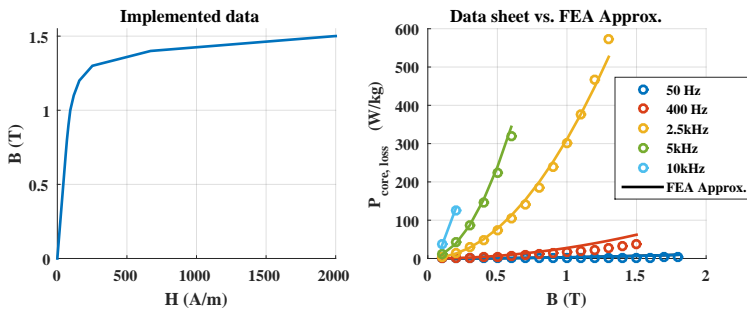 Implemented data
B (T)
1.5
1
0.5
0
0
500
1000
1500
2000
H (A/m)
Data sheet vs. FEA Approx.
P core, loss (W/kg)
600
500
400
300
200
100
0
0
0.5
1
1.5
2
B (T)
50 Hz
400 Hz
2.5kHz
5kHz
10kHz
FEA Approx.